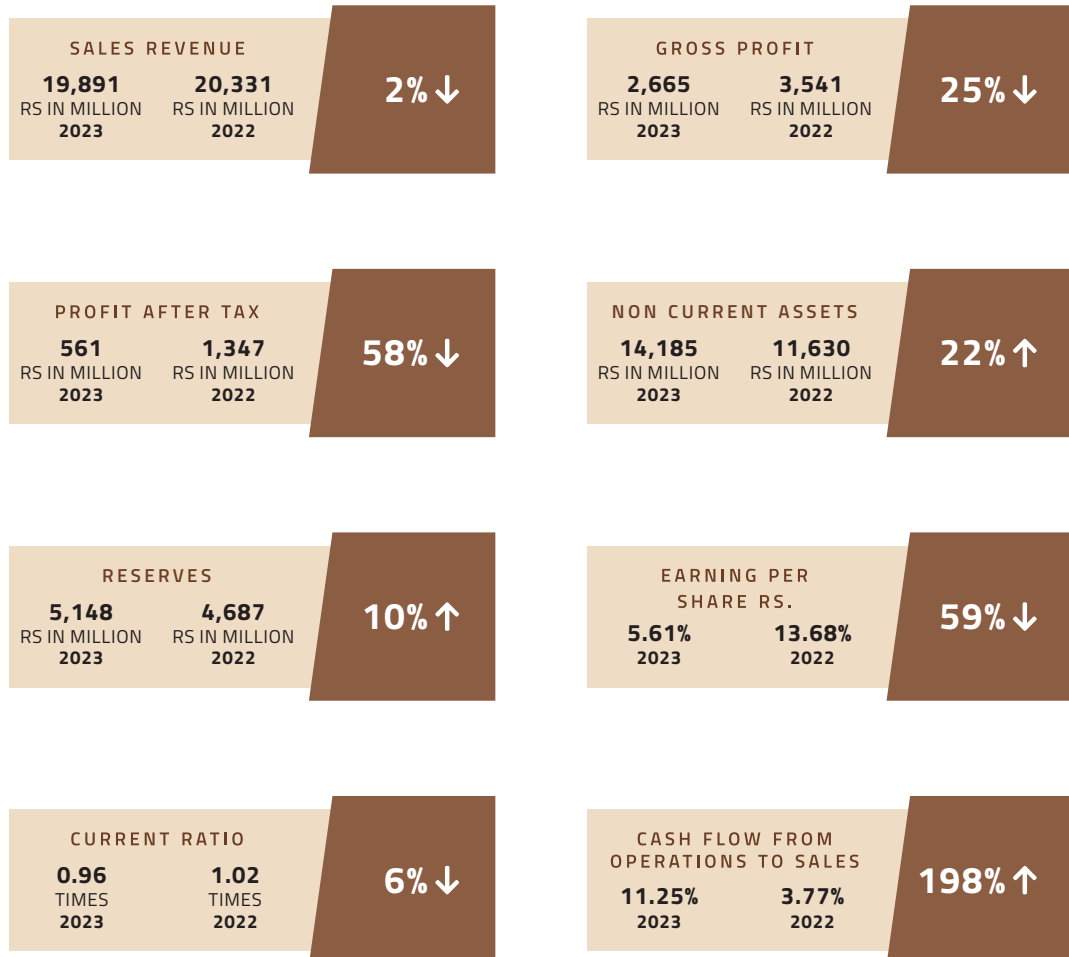 SALES REVENUE
19,891 20,331
RS IN MILLION RS IN MILLION
2023 2022
2% ↓
GROSS PROFIT
2,665 3,541
RS IN MILLION RS IN MILLION
2023 2022
25% ↓
PROFIT AFTER TAX
561 1,347
RS IN MILLION RS IN MILLION
2023 2022
58% ↓
NON CURRENT ASSETS
14,185 11,630
RS IN MILLION RS IN MILLION
2023 2022
22% ↑
RESERVES
5,148 4,687
RS IN MILLION RS IN MILLION
2023 2022
10% ↑
EARNING PER
SHARE RS.
5.61% 13.68%
2023 2022
59% ↓
CURRENT RATIO
0.96 1.02
TIMES TIMES
2023 2022
6% ↓
CASH FLOW FROM
OPERATIONS TO SALES
11.25% 3.77%
2023 2022
198% ↑